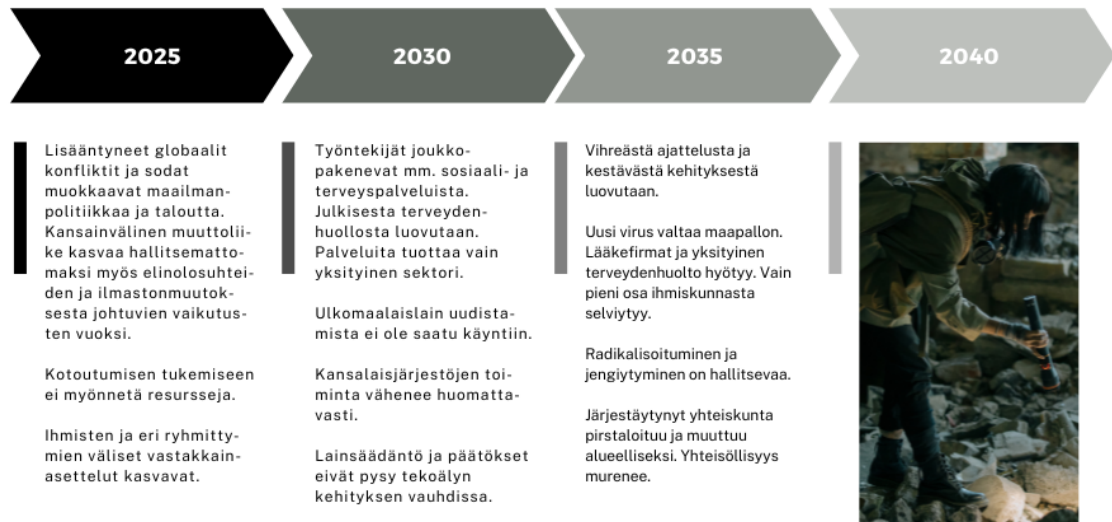 2025
2030
2035
2040
Lisääntyneet globaalit
konfliktit ja sodat
muokkaavat maailman-
politiikkaa ja taloutta.
Kansainvälinen muuttolii-
ke kasvaa hallitsematto-
maksi myös elinolosuhtei-
den ja ilmastonmuutok-
sesta johtuvien vaikutus-
ten vuoksi.
Kotoutumisen tukemiseen
ei myönnetä resursseja.
Ihmisten ja eri ryhmitty-
mien väliset vastakkain-
asettelut kasvavat.
Työntekijät joukko-
pakenevat mm. sosiaali- ja
terveyspalveluista.
Julkisesta terveyden-
huollosta luovutaan.
Palveluita tuottaa vain
yksityinen sektori.
Ulkomaalaislain uudista-
mista ei ole saatu käyntiin.
Kansalaisjärjestöjen toi-
minta vähenee huomatta-
vasti.
Lainsäädäntö ja päätökset
eivät pysy tekoälyn
kehityksen vauhdissa.
Vihreästä ajattelusta ja
kestävästä kehityksestä
luovutaan.
Uusi virus valtaa maapallon.
Lääkefirmat ja yksityinen
terveydenhuolto hyötyy. Vain
pieni osa ihmiskunnasta
selviytyy.
Radikalisoituminen ja
jengiytyminen on hallitsevaa.
Järjestäytynyt yhteiskunta
pirstaloituu ja muuttuu
alueelliseksi. Yhteisöllisyys
murenee.